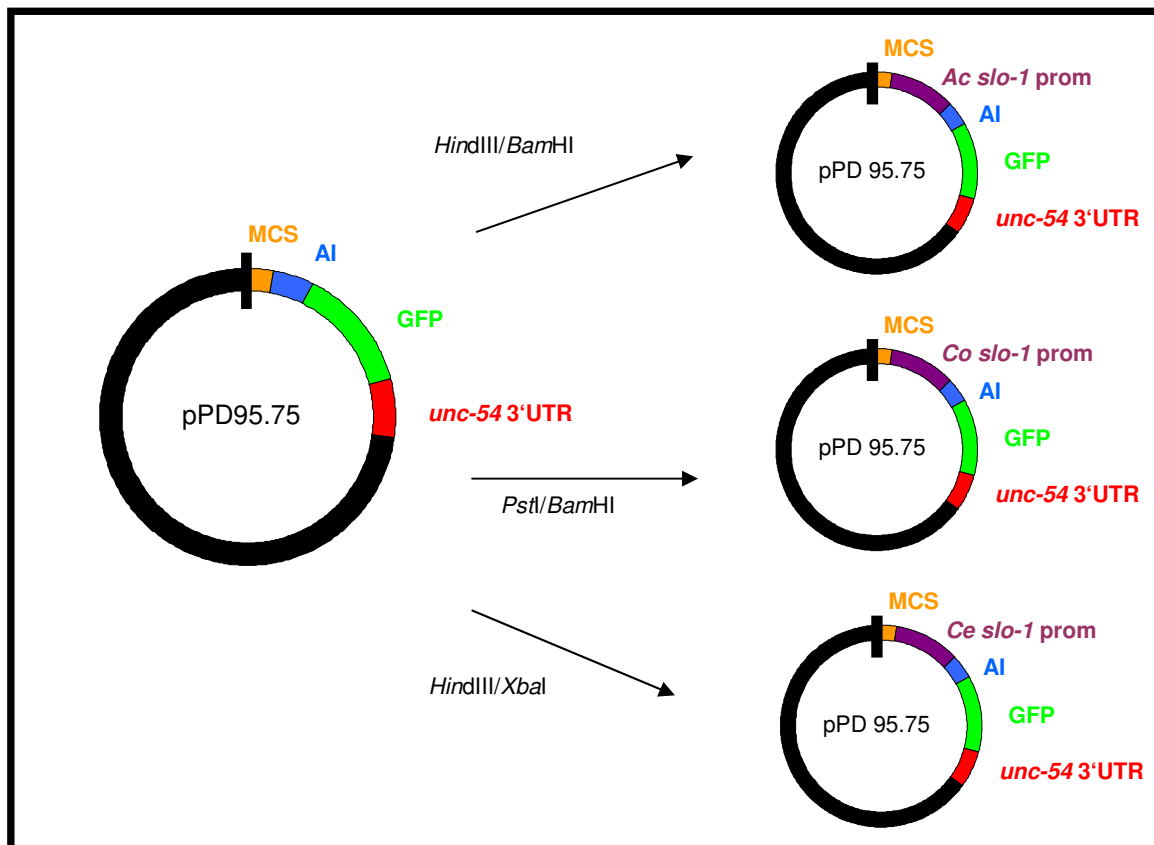 MCS
AI
GFP
unc-54 3‘UTR
pPD95.75
HindIII/BamHI
MCS
Ac slo-1 prom
AI
GFP
unc-54 3‘UTR
pPD 95.75
PstI/BamHI
MCS
Co slo-1 prom
AI
GFP
unc-54 3‘UTR
pPD 95.75
HindIII/XbaI
MCS
Ce slo-1 prom
AI
GFP
unc-54 3‘UTR
pPD 95.75